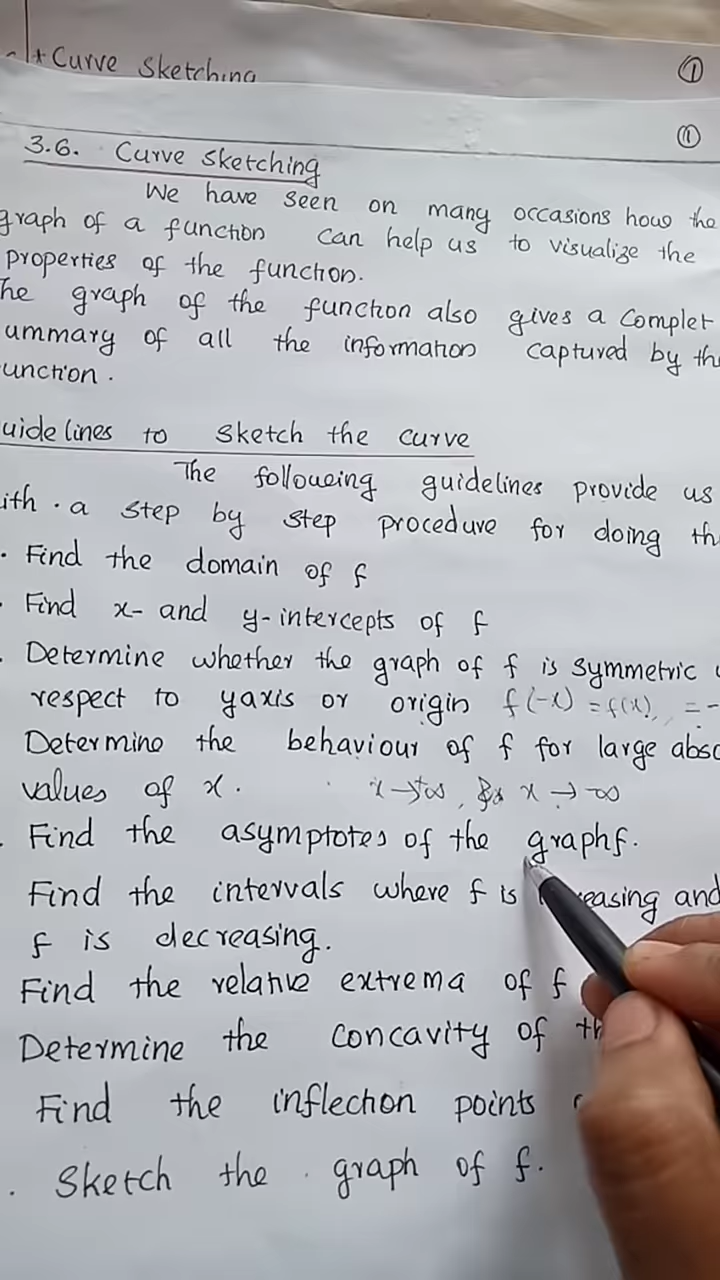 * Curve Sketching ①
①
3.6. Curve Sketching
We have seen on many occasions how the
graph of a function can help us to visualize the
properties of the function.
he graph of the function also gives a Complet
ummary of all the information captured by th
unction.
uidelines to sketch the curve
The following guidelines provide us
ith a step by step procedure for doing th
. Find the domain of f
. Find x- and y-intercepts of f
. Determine whether the graph of f is symmetric
respect to yaxis or origin f(-x) = f(x), = -
Determine the behaviour of f for large abso
values of x. x → +∞, x → -∞
. Find the asymptotes of the graph f.
Find the intervals where f is easing and
f is decreasing.
Find the relative extrema of f
Determine the concavity of th
Find the inflection points
. Sketch the graph of f.